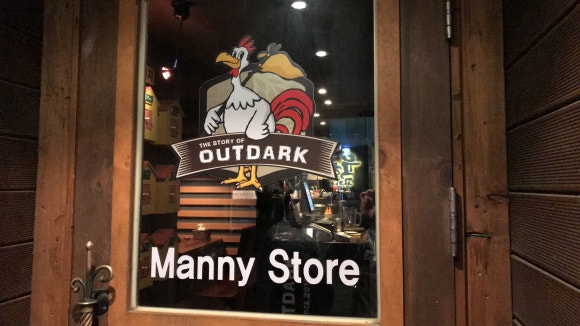 THE STORY OF
OUTDARK
Manny Store